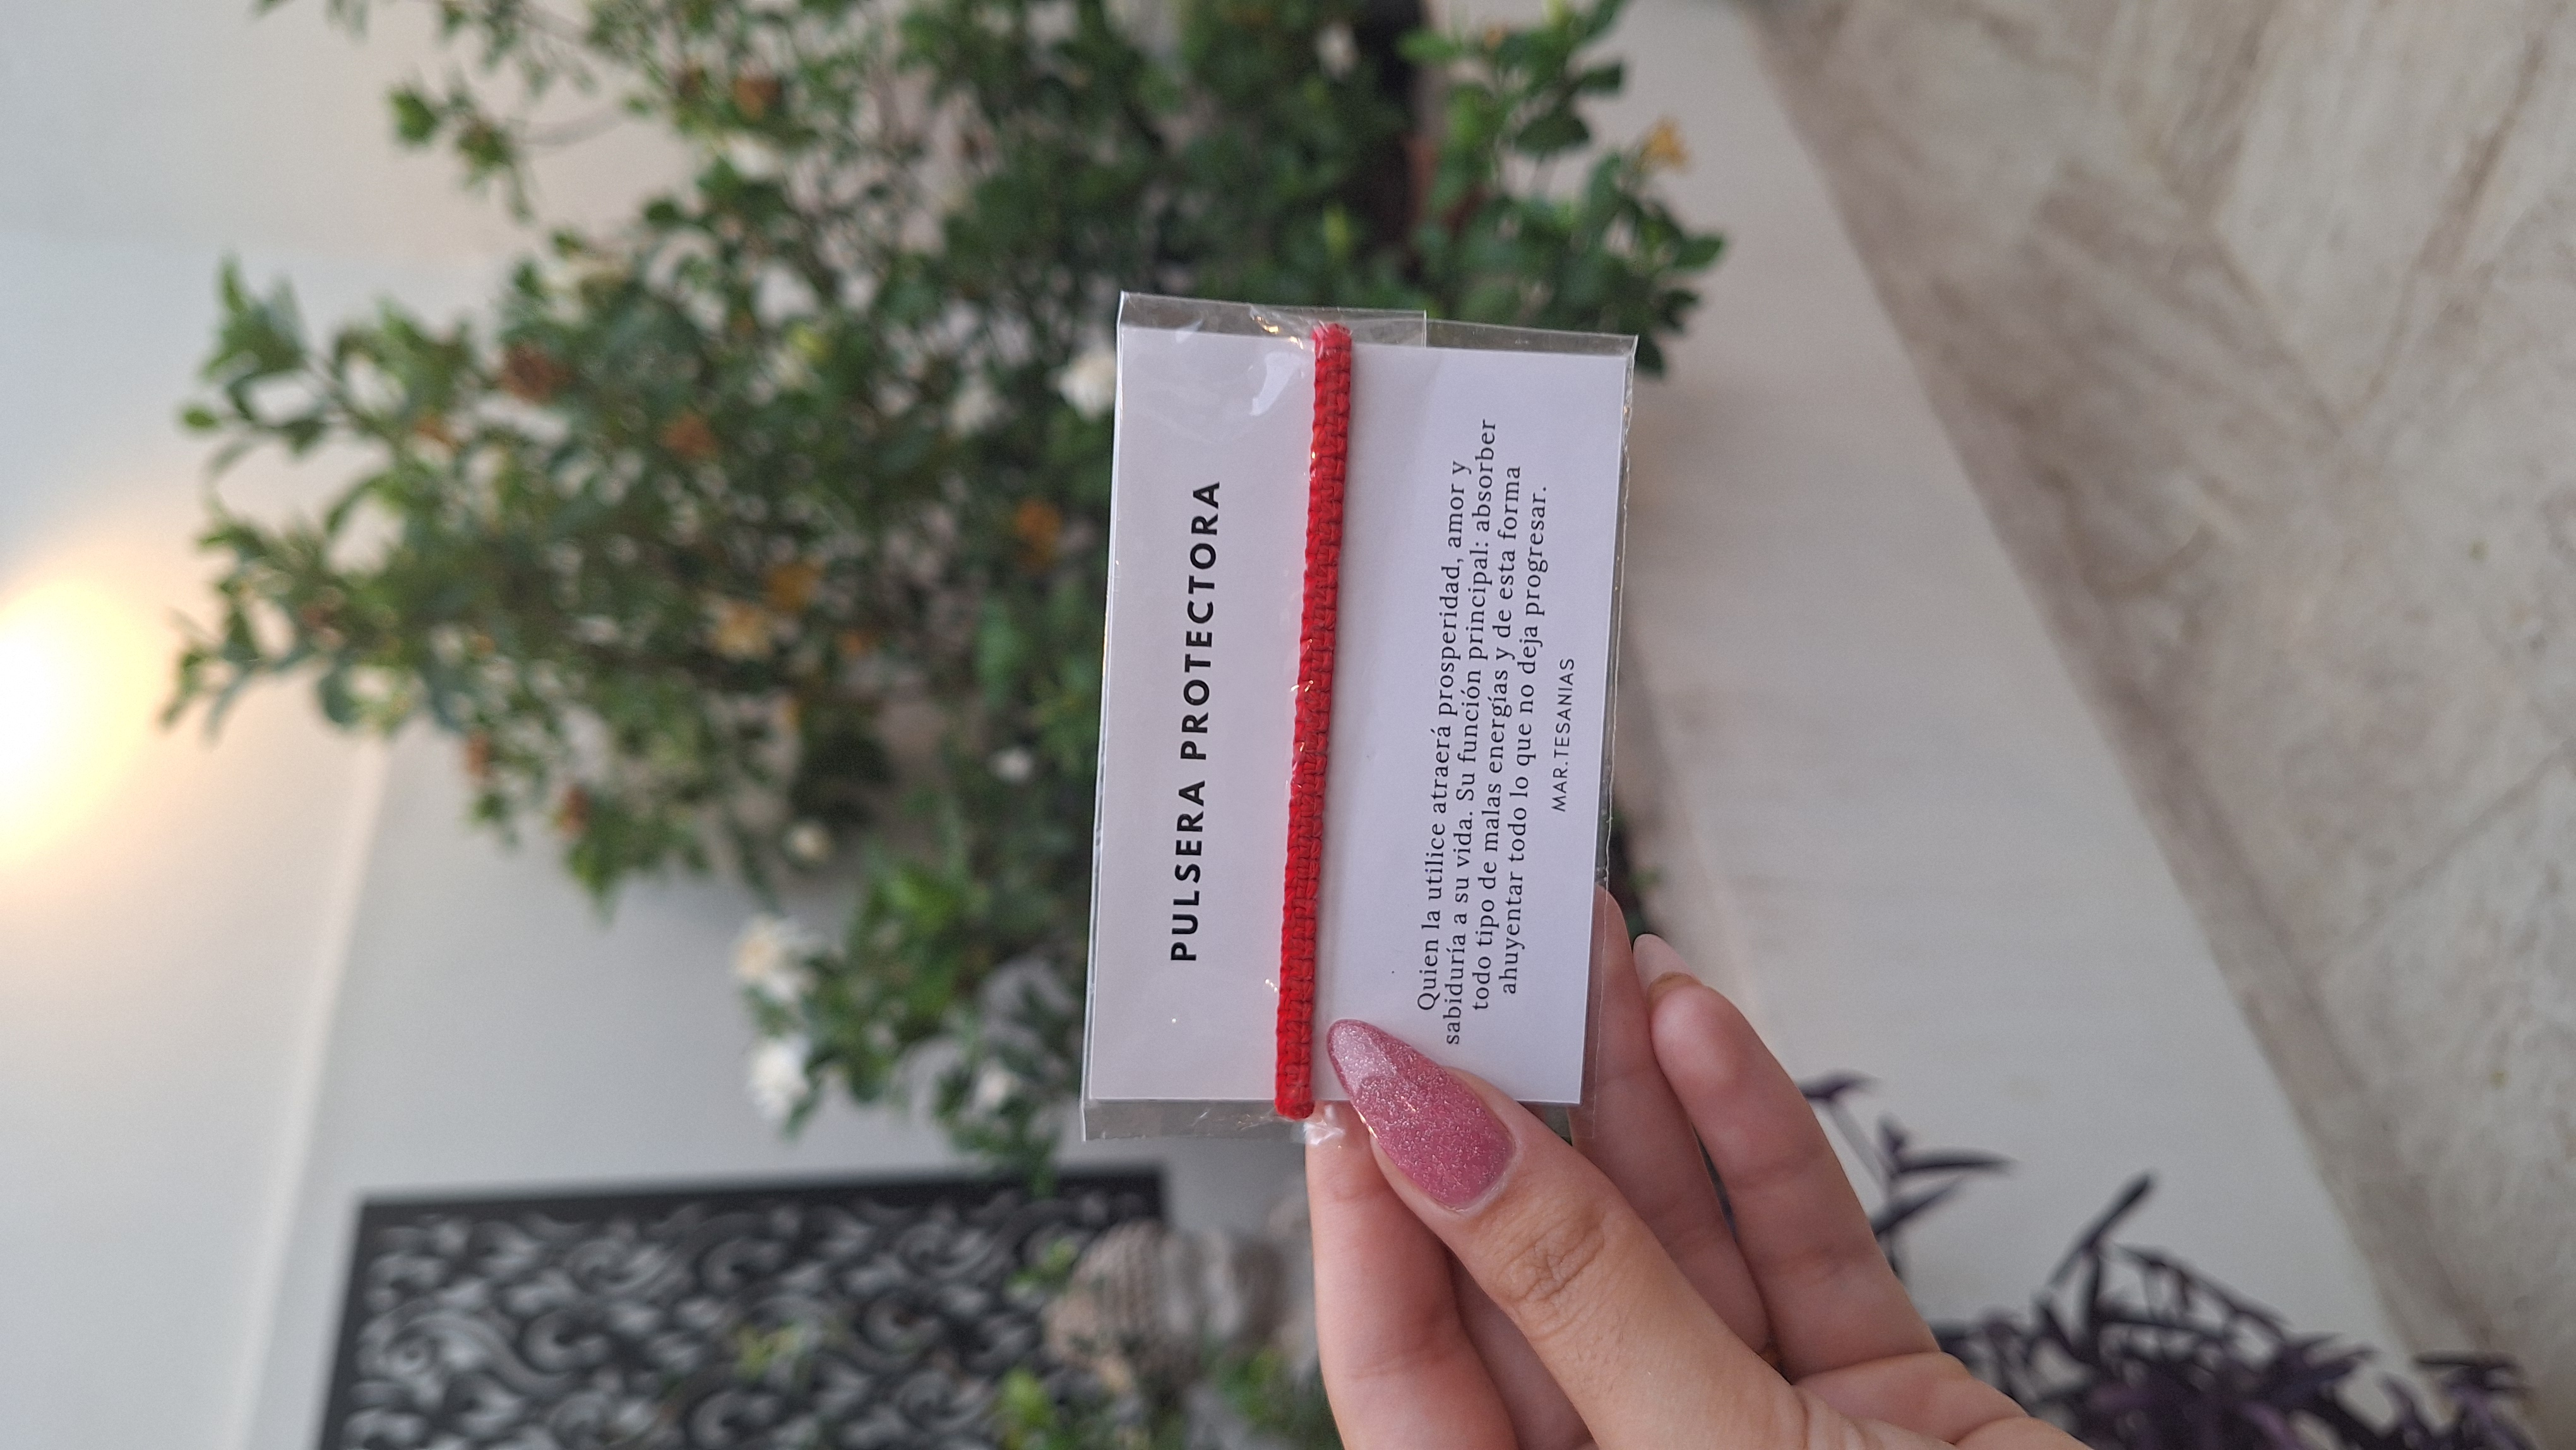 PULSERA PROTECTORA
Quien la utilice atraerá prosperidad, amor y
sabiduría a su vida. Su función principal: absorber
todo tipo de malas energías y de esta forma
ahuyentar todo lo que no deja progresar.
MAR.TESANIAS